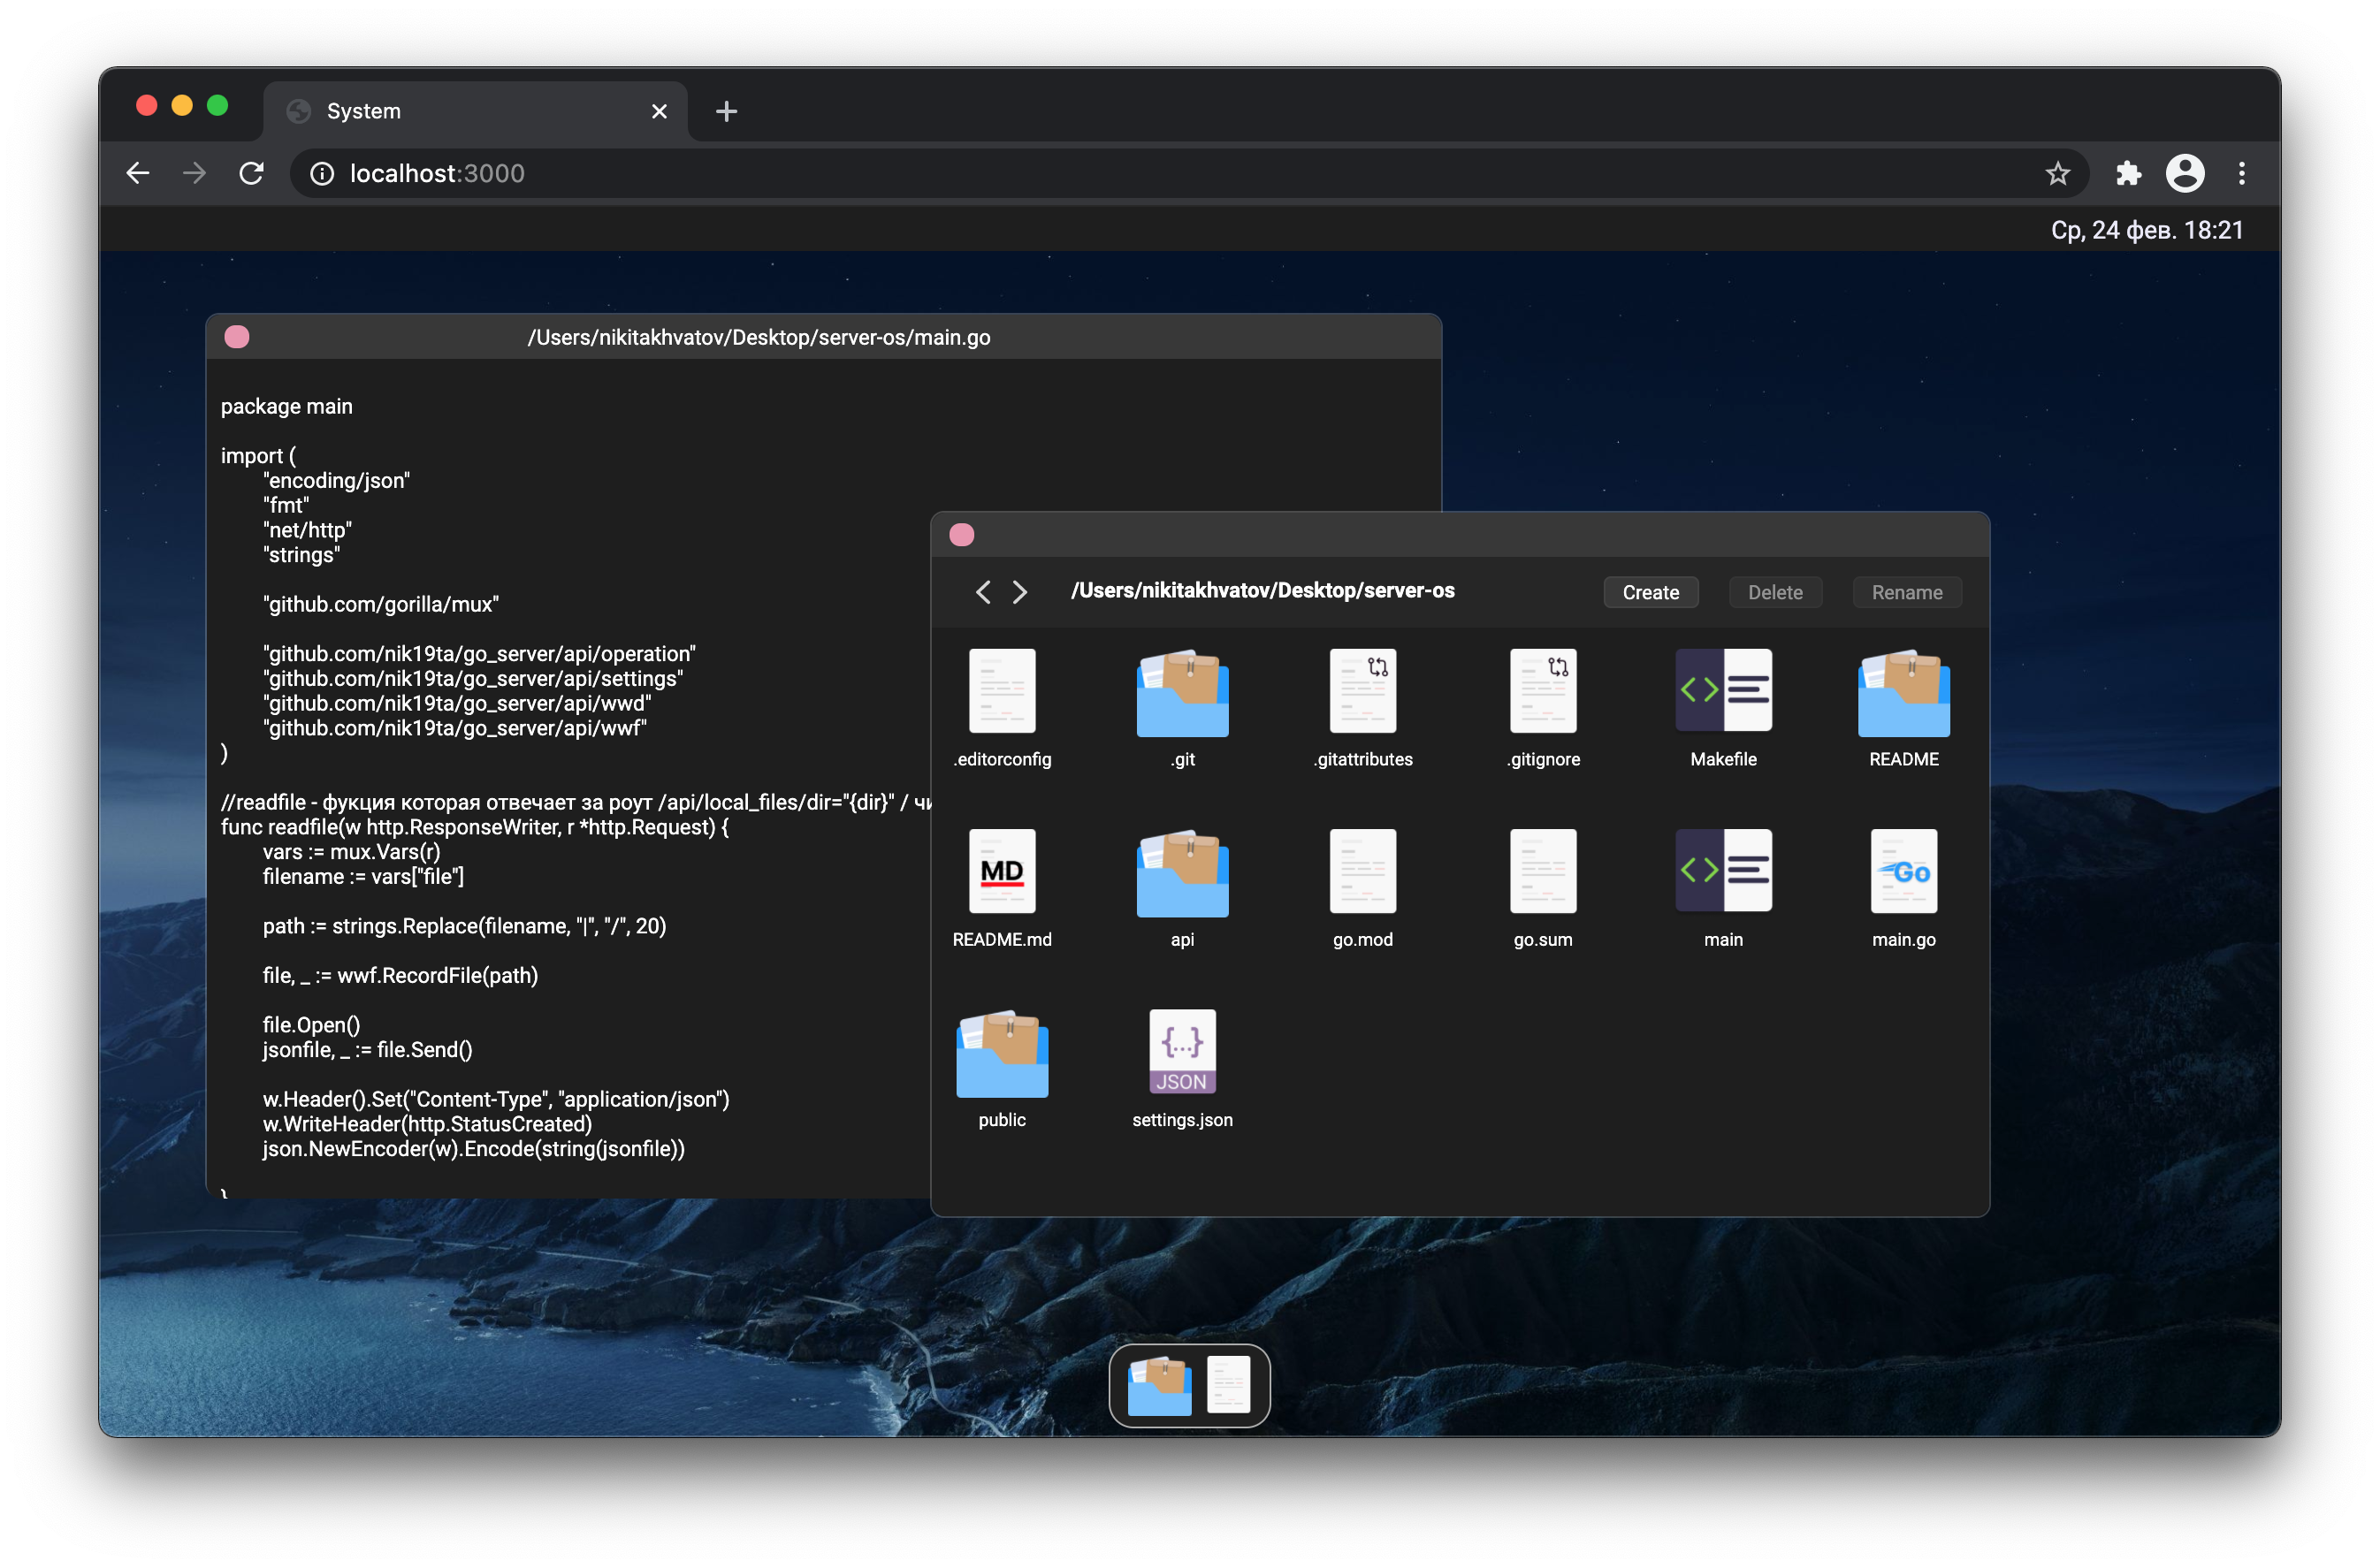 System
localhost:3000
Ср, 24 фев. 18:21
/Users/nikitakhvatov/Desktop/server-os/main.go
package main
import (
"encoding/json"
"fmt"
"net/http"
"strings"
"github.com/gorilla/mux"
"github.com/nik19ta/go_server/api/operation"
"github.com/nik19ta/go_server/api/settings"
"github.com/nik19ta/go_server/api/wwd"
"github.com/nik19ta/go_server/api/wwf"
)
//readfile - фукция которая отвечает за роут /api/local_files/dir="{dir}" /
func readfile(w http.ResponseWriter, r *http.Request) {
vars := mux.Vars(r)
filename := vars["file"]
path := strings.Replace(filename, "|", "/", 20)
file, _ := wwf.RecordFile(path)
file.Open()
jsonfile, _ := file.Send()
w.Header().Set("Content-Type", "application/json")
w.WriteHeader(http.StatusCreated)
json.NewEncoder(w).Encode(string(jsonfile))
}
/Users/nikitakhvatov/Desktop/server-os
Create Delete Rename
.editorconfig .git .gitattributes .gitignore Makefile README
MD
Go
README.md api go.mod go.sum main main.go
{...}
JSON
public settings.json